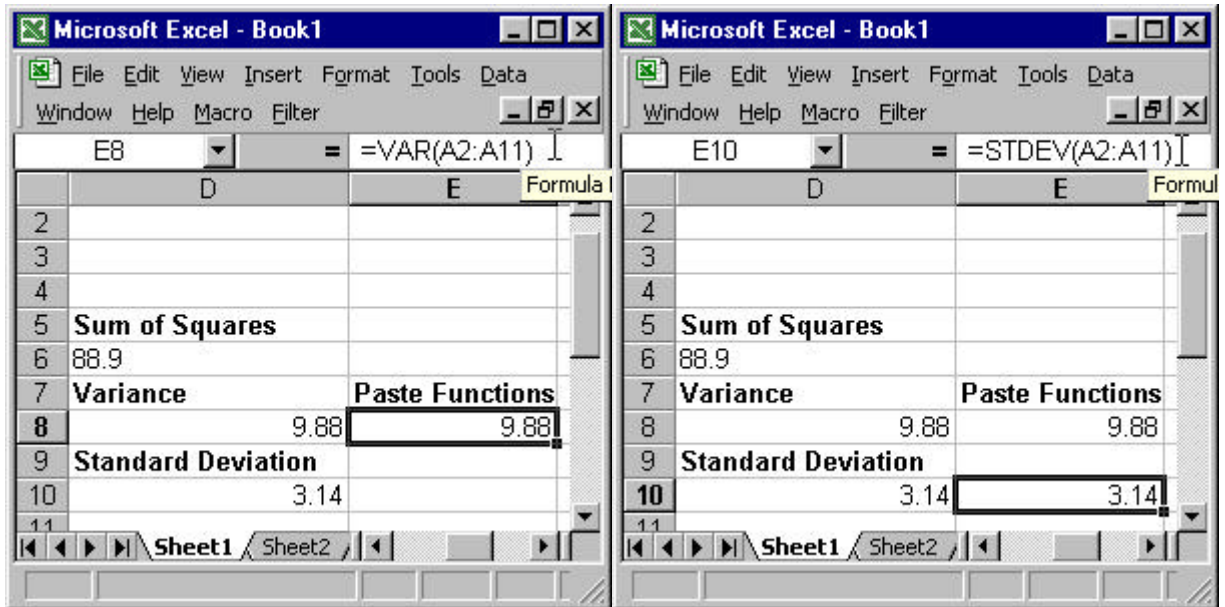 Microsoft Excel - Book1
File Edit View Insert Format Tools Data
Window Help Macro Filter
E8 = =VAR(A2:A11)
Formula
D E
2
3
4
5 Sum of Squares
6 88.9
7 Variance Paste Functions
8 9.88 9.88
9 Standard Deviation
10 3.14
11
Sheet1 Sheet2
Microsoft Excel - Book1
File Edit View Insert Format Tools Data
Window Help Macro Filter
E10 = =STDEV(A2:A11)
Formul
D E
2
3
4
5 Sum of Squares
6 88.9
7 Variance Paste Functions
8 9.88 9.88
9 Standard Deviation
10 3.14 3.14
11
Sheet1 Sheet2